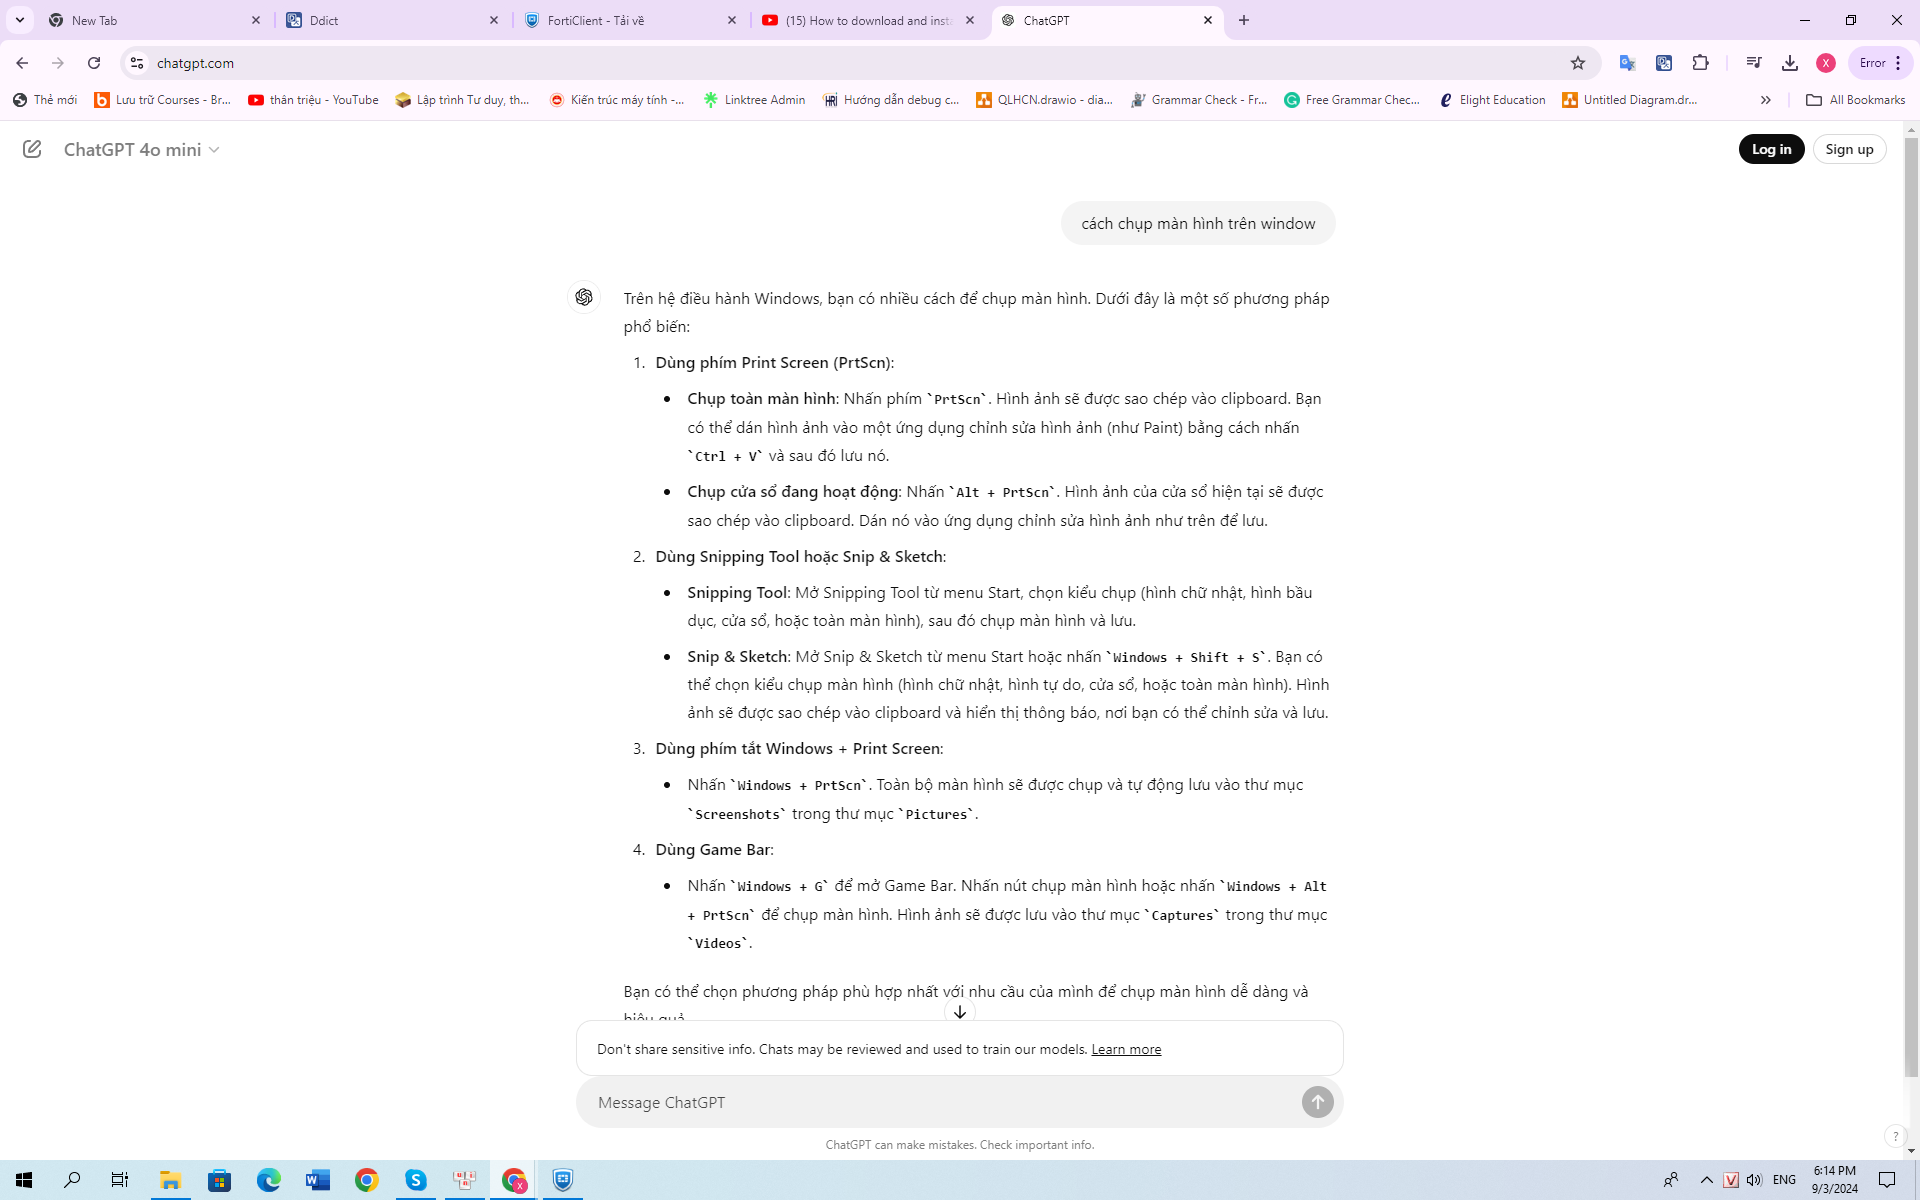 New Tab
Ddict
FortiClient - Tải về
(15) How to download and insta
ChatGPT
chatgpt.com
Error
Thẻ mới
Lưu trữ Courses - Br...
thân triệu - YouTube
Lập trình Tư duy, th...
Kiến trúc máy tính -...
Linktree Admin
Hướng dẫn debug c...
QLHCN.drawio - dia...
Grammar Check - Fr...
Free Grammar Chec...
Elight Education
Untitled Diagram.dr...
All Bookmarks
ChatGPT 4o mini
Log in
Sign up
cách chụp màn hình trên window
Trên hệ điều hành Windows, bạn có nhiều cách để chụp màn hình. Dưới đây là một số phương pháp
phổ biến:
1. Dùng phím Print Screen (PrtScn):
• Chụp toàn màn hình: Nhấn phím `PrtScn`. Hình ảnh sẽ được sao chép vào clipboard. Bạn
có thể dán hình ảnh vào một ứng dụng chỉnh sửa hình ảnh (như Paint) bằng cách nhấn
`Ctrl + V` và sau đó lưu nó.
• Chụp cửa sổ đang hoạt động: Nhấn `Alt + PrtScn`. Hình ảnh của cửa sổ hiện tại sẽ được
sao chép vào clipboard. Dán nó vào ứng dụng chỉnh sửa hình ảnh như trên để lưu.
2. Dùng Snipping Tool hoặc Snip & Sketch:
• Snipping Tool: Mở Snipping Tool từ menu Start, chọn kiểu chụp (hình chữ nhật, hình bầu
dục, cửa sổ, hoặc toàn màn hình), sau đó chụp màn hình và lưu.
• Snip & Sketch: Mở Snip & Sketch từ menu Start hoặc nhấn `Windows + Shift + S`. Bạn có
thể chọn kiểu chụp màn hình (hình chữ nhật, hình tự do, cửa sổ, hoặc toàn màn hình). Hình
ảnh sẽ được sao chép vào clipboard và hiển thị thông báo, nơi bạn có thể chỉnh sửa và lưu.
3. Dùng phím tắt Windows + Print Screen:
• Nhấn `Windows + PrtScn`. Toàn bộ màn hình sẽ được chụp và tự động lưu vào thư mục
`Screenshots` trong thư mục `Pictures`.
4. Dùng Game Bar:
• Nhấn `Windows + G` để mở Game Bar. Nhấn nút chụp màn hình hoặc nhấn `Windows + Alt
+ PrtScn` để chụp màn hình. Hình ảnh sẽ được lưu vào thư mục `Captures` trong thư mục
`Videos`.
Bạn có thể chọn phương pháp phù hợp nhất với nhu cầu của mình để chụp màn hình dễ dàng và
hiệu quả
Don't share sensitive info. Chats may be reviewed and used to train our models. Learn more
Message ChatGPT
ChatGPT can make mistakes. Check important info.
?
ENG
6:14 PM
9/3/2024